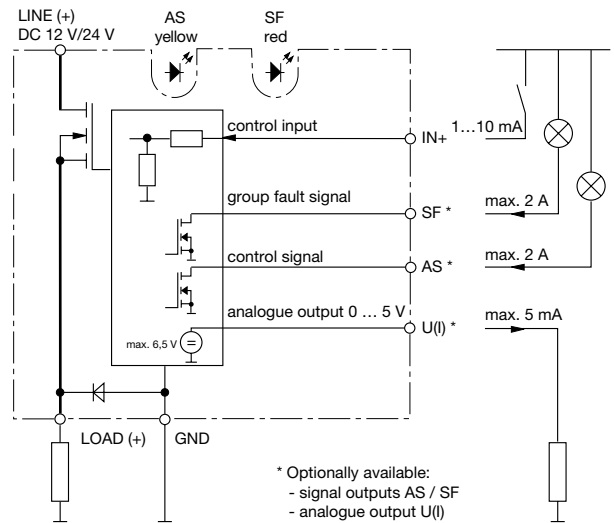 LINE (+)
DC 12 V/24 V
AS
yellow
SF
red
control input
IN+
1…10 mA
group fault signal
SF *
max. 2 A
control signal
AS *
max. 2 A
analogue output 0 … 5 V
U(I) *
max. 5 mA
max. 6,5 V
LOAD (+)
GND
* Optionally available:
- signal outputs AS / SF
- analogue output U(I)